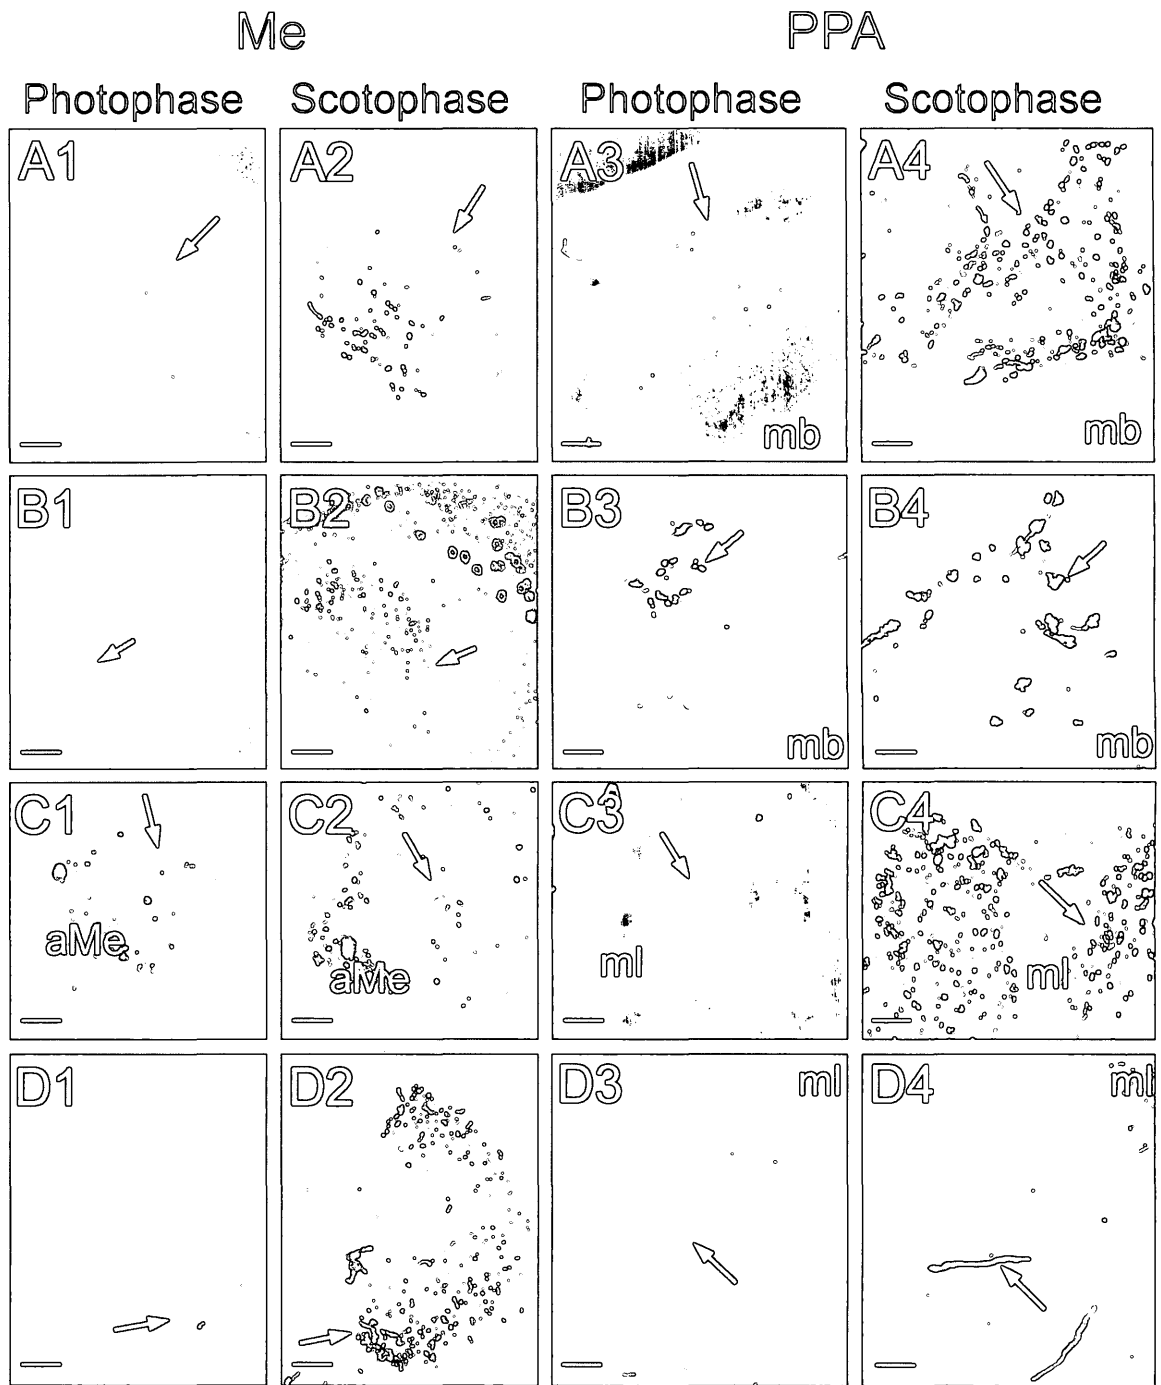 Me PPA
Photophase Scotophase Photophase Scotophase
A1 A2 A3 A4
mb mb
B1 B2 B3 B4
mb mb
C1 C2 C3 C4
aMe aMe ml ml
D1 D2 D3 ml D4 ml